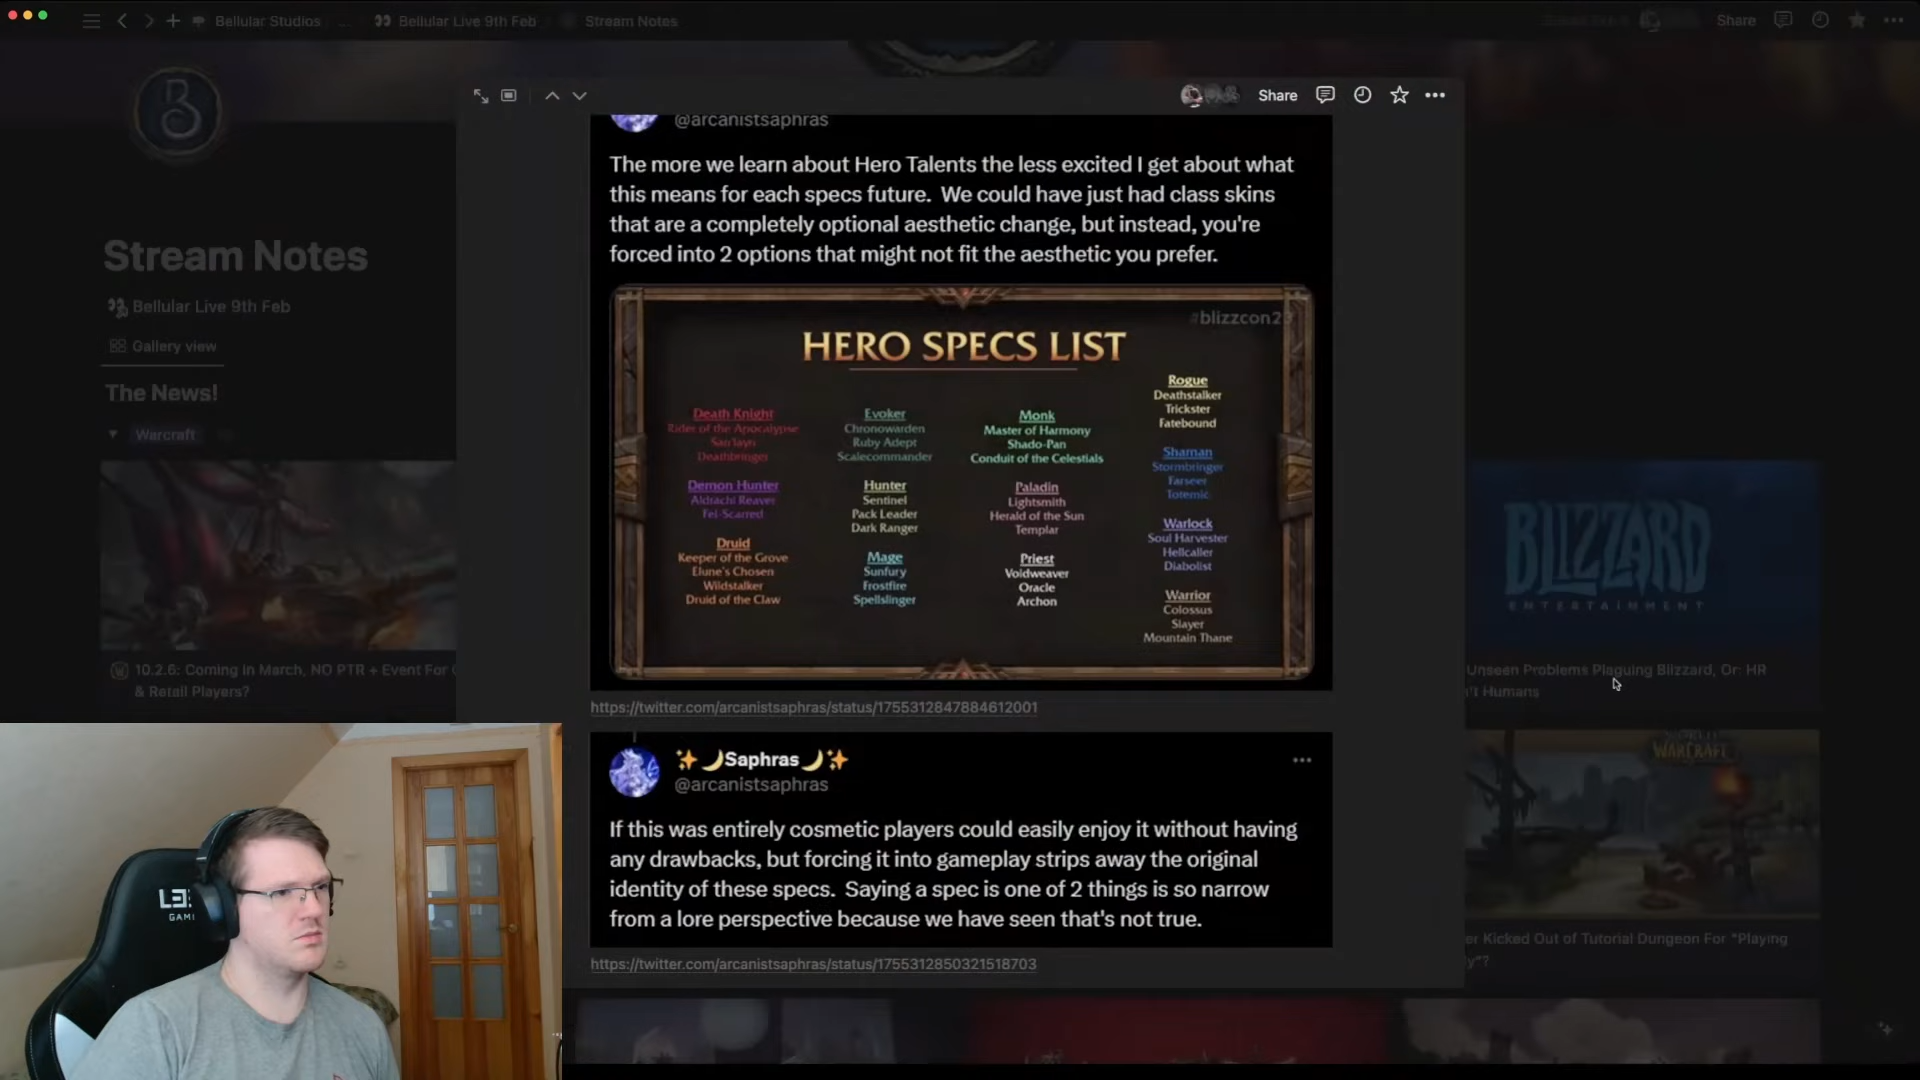 Bellular Studios
...
Bellular Live 9th Feb
Stream Notes
Share
B
Stream Notes
Bellular Live 9th Feb
Gallery view
The News!
Warcraft
10.2.6: Coming in March, NO PTR + Event For
& Retail Players?
Share
@arcanistsaphras
The more we learn about Hero Talents the less excited I get about what
this means for each specs future. We could have just had class skins
that are a completely optional aesthetic change, but instead, you're
forced into 2 options that might not fit the aesthetic you prefer.
#blizzcon23
HERO SPECS LIST
Death Knight
Rider of the Apocalypse
San'layn
Deathbringer
Demon Hunter
Aldrachi Reaver
Fel-Scarred
Druid
Keeper of the Grove
Elune's Chosen
Wildstalker
Druid of the Claw
Evoker
Chronowarden
Ruby Adept
Scalecommander
Hunter
Sentinel
Pack Leader
Dark Ranger
Mage
Sunfury
Frostfire
Spellslinger
Monk
Master of Harmony
Shado-Pan
Conduit of the Celestials
Paladin
Lightsmith
Herald of the Sun
Templar
Priest
Voidweaver
Oracle
Archon
Rogue
Deathstalker
Trickster
Fatebound
Shaman
Stormbringer
Farseer
Totemic
Warlock
Soul Harvester
Hellcaller
Diabolist
Warrior
Colossus
Slayer
Mountain Thane
https://twitter.com/arcanistsaphras/status/1755312847884612001
✨🌙Saphras🌙✨
@arcanistsaphras
If this was entirely cosmetic players could easily enjoy it without having
any drawbacks, but forcing it into gameplay strips away the original
identity of these specs. Saying a spec is one of 2 things is so narrow
from a lore perspective because we have seen that's not true.
https://twitter.com/arcanistsaphras/status/1755312850321518703
BLIZZARD
ENTERTAINMENT
Unseen Problems Plaguing Blizzard, Or: HR
't Humans
WARCRAFT
er Kicked Out of Tutorial Dungeon For "Playing
y"?
GAM